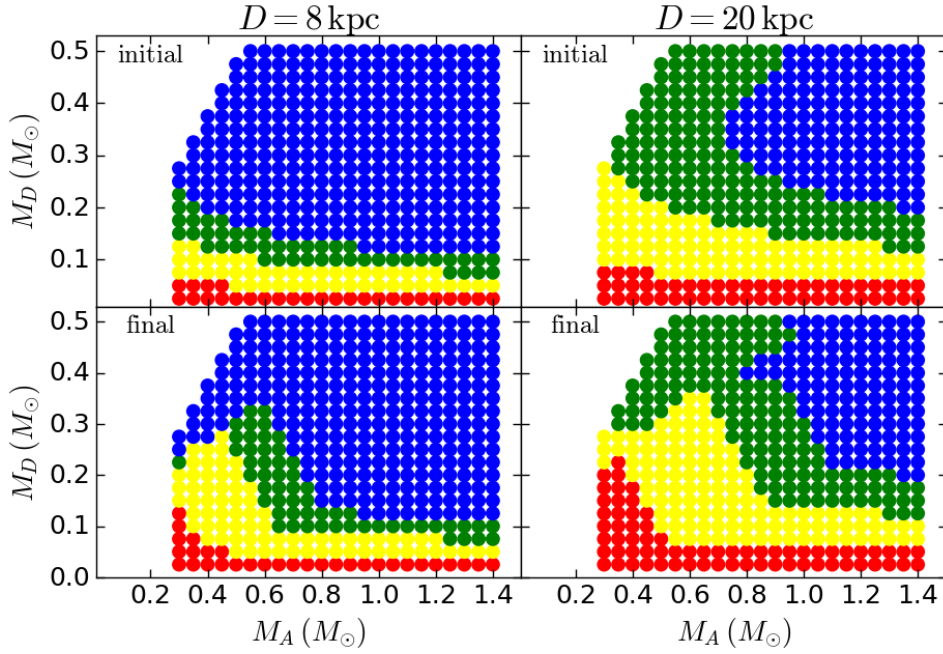 D = 8 kpc
D = 20 kpc
initial
initial
0.5
0.4
0.3
0.2
0.1
M_D (M_⊙)
final
final
0.5
0.4
0.3
0.2
0.1
0.0
M_D (M_⊙)
0.2 0.4 0.6 0.8 1.0 1.2 1.4
0.2 0.4 0.6 0.8 1.0 1.2 1.4
M_A (M_⊙)
M_A (M_⊙)